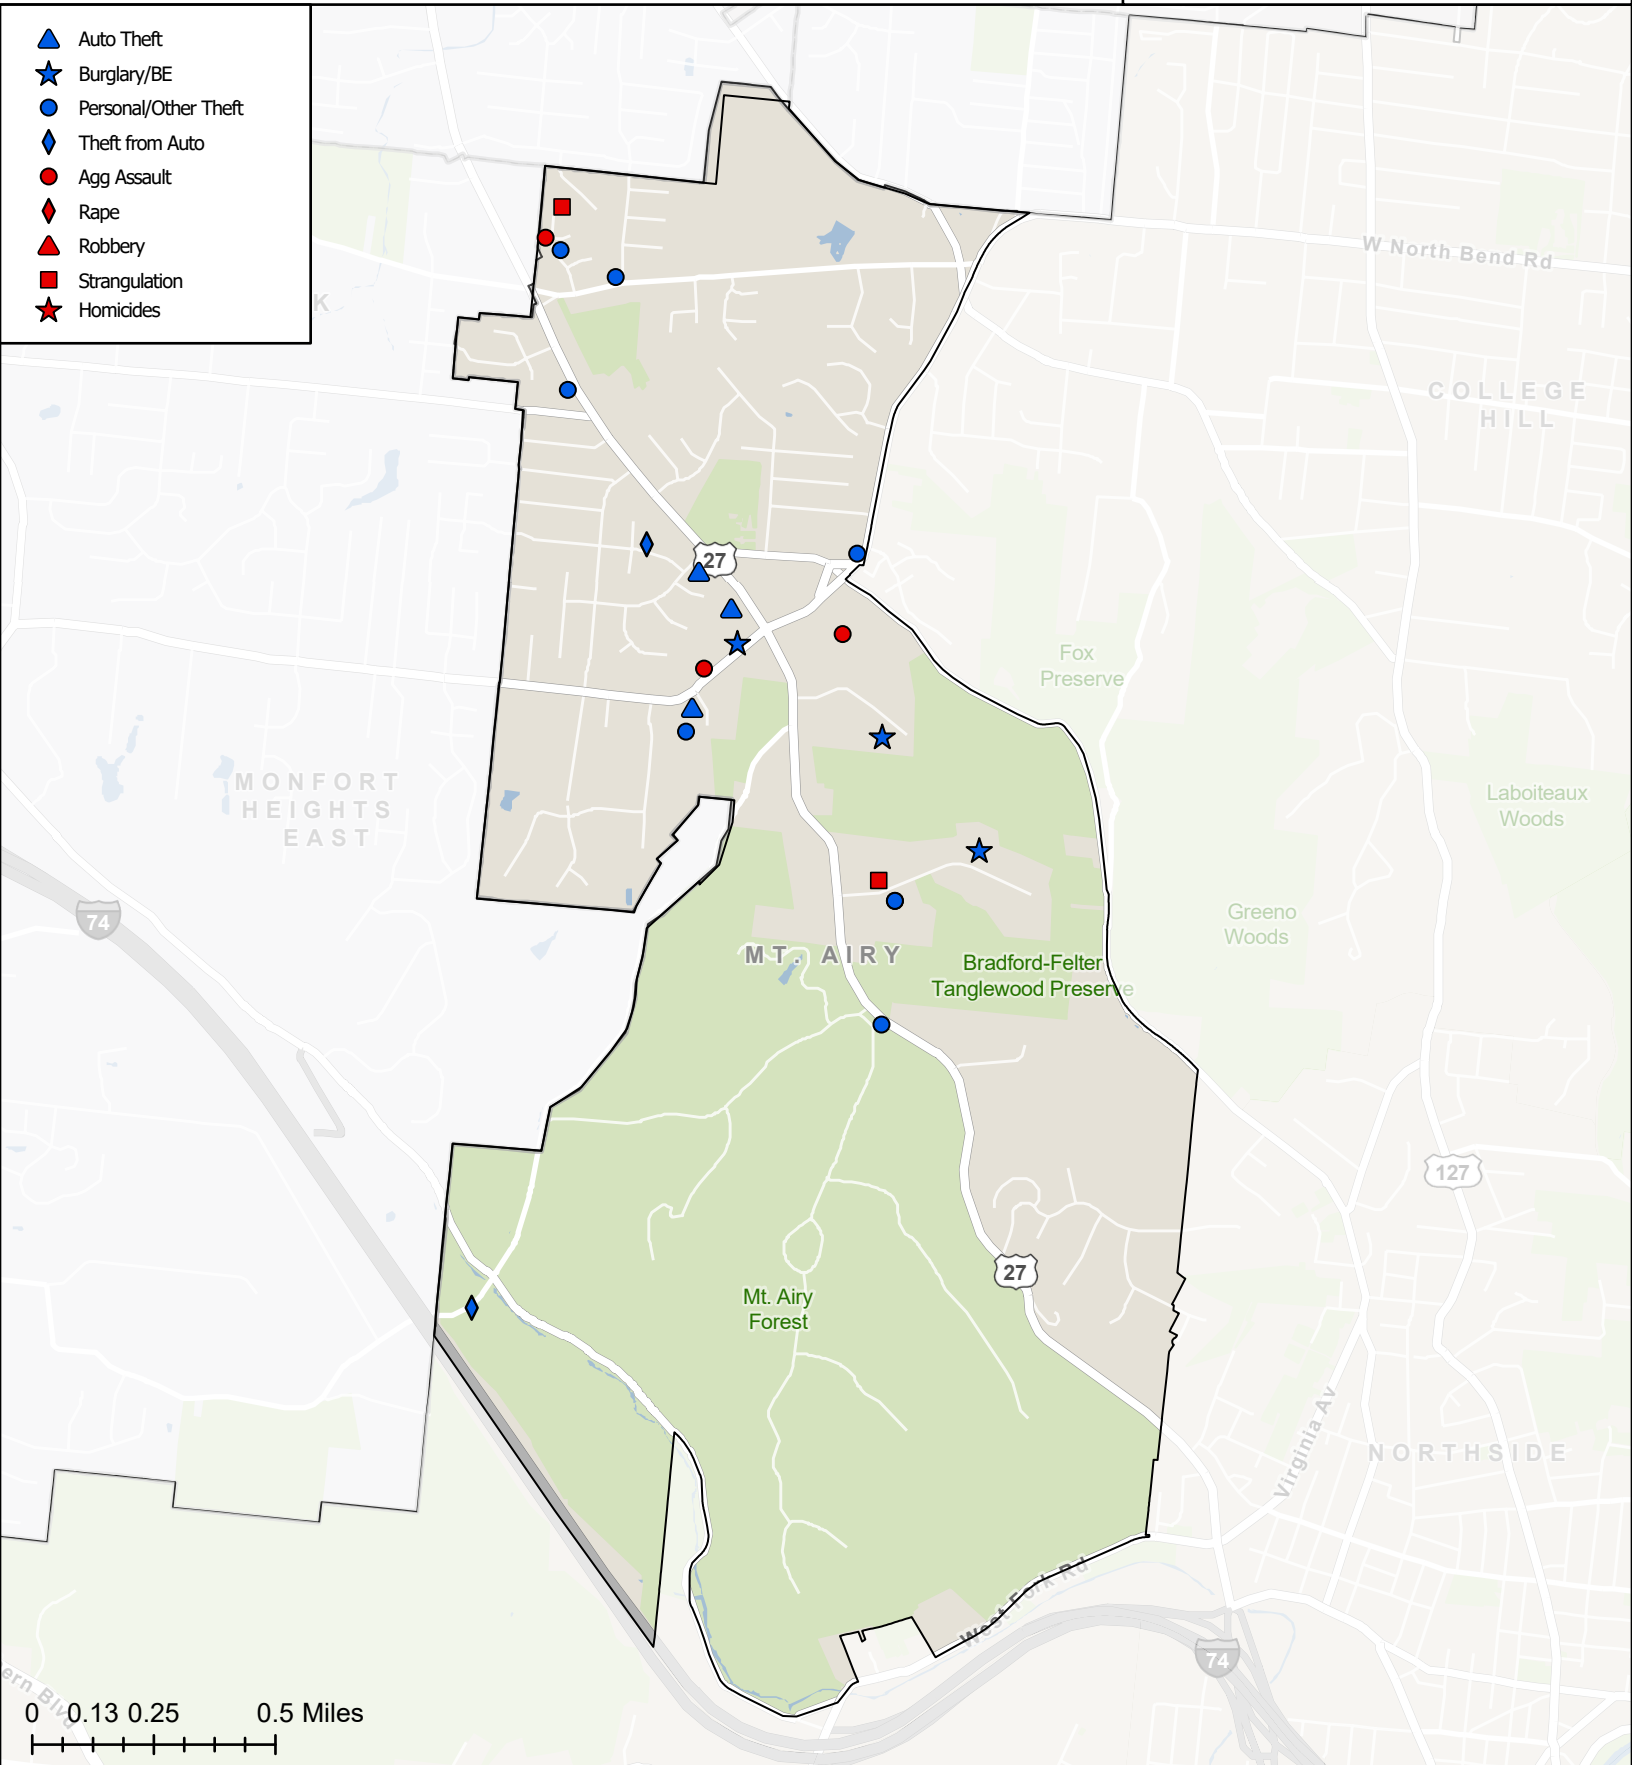 Auto Theft
Burglary/BE
Personal/Other Theft
Theft from Auto
Agg Assault
Rape
Robbery
Strangulation
Homicides
K
W North Bend Rd
COLLEGE
HILL
27
Fox
Preserve
MONFORT
HEIGHTS
EAST
Laboiteaux
Woods
74
Greeno
Woods
MT. AIRY
Bradford-Felter
Tanglewood Preserve
127
27
Mt. Airy
Forest
Virginia Av
NORTHSIDE
West Fork Rd
74
ern Blvd
0 0.13 0.25 0.5 Miles